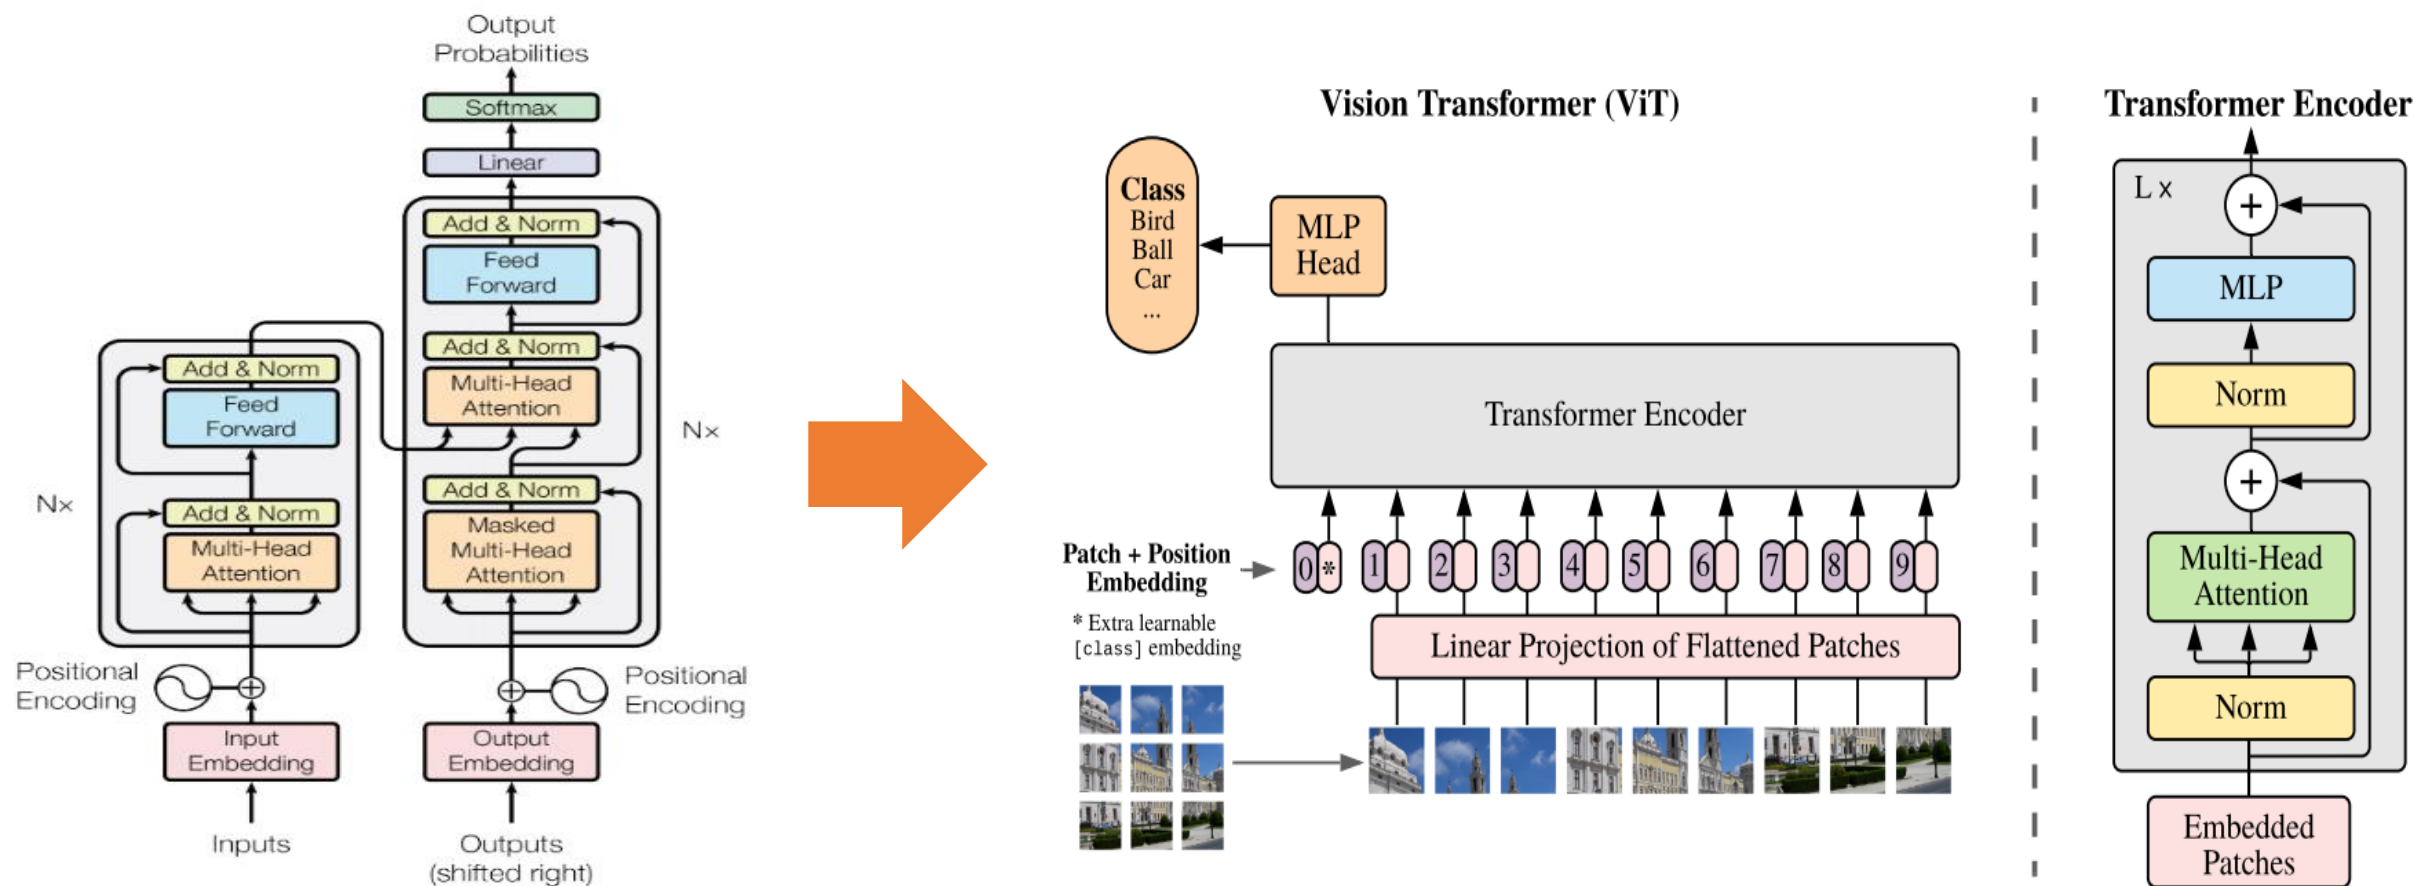 Output
Probabilities
Softmax
Linear
Add & Norm
Feed
Forward
Add & Norm
Multi-Head
Attention
Add & Norm
Masked
Multi-Head
Attention
Nx
Add & Norm
Feed
Forward
Add & Norm
Multi-Head
Attention
Nx
Positional
Encoding
Positional
Encoding
Input
Embedding
Output
Embedding
Inputs
Outputs
(shifted right)
Vision Transformer (ViT)
Class
Bird
Ball
Car
...
MLP
Head
Transformer Encoder
Patch + Position
Embedding
0 * 1 2 3 4 5 6 7 8 9
* Extra learnable
[class] embedding
Linear Projection of Flattened Patches
Transformer Encoder
L x
+
MLP
Norm
+
Multi-Head
Attention
Norm
Embedded
Patches